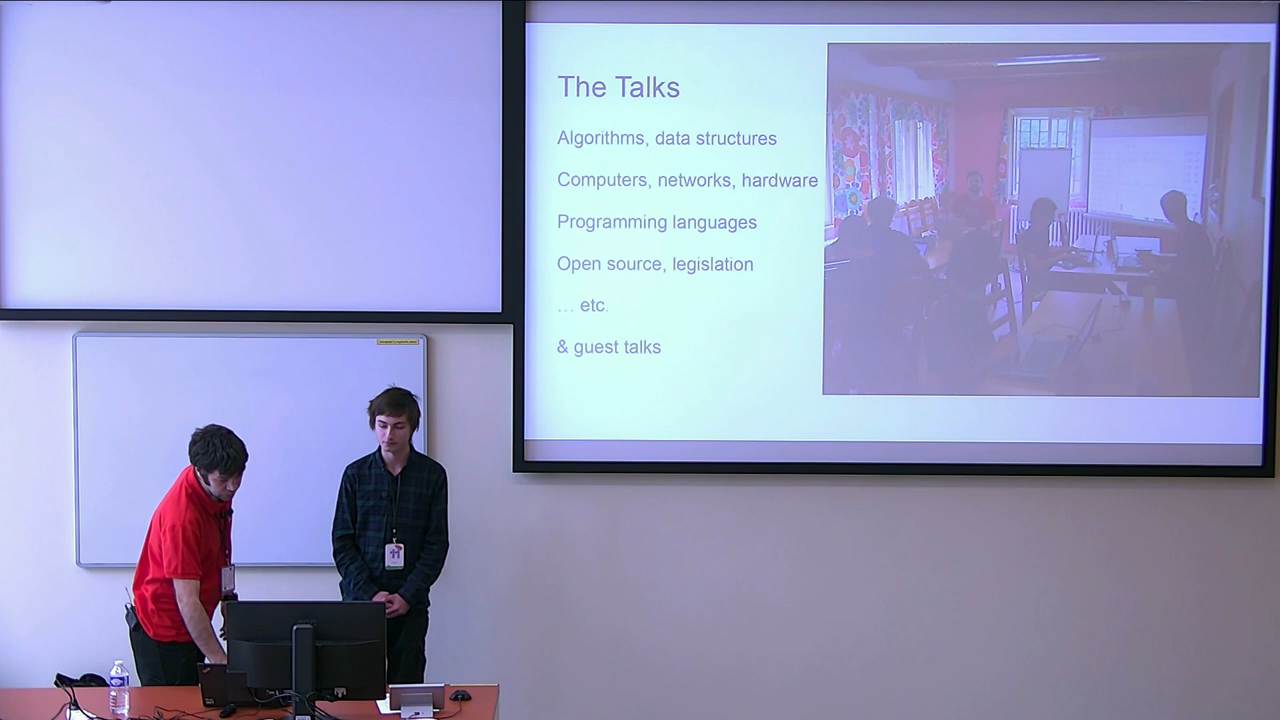 The Talks
Algorithms, data structures
Computers, networks, hardware
Programming languages
Open source, legislation
... etc.
& guest talks